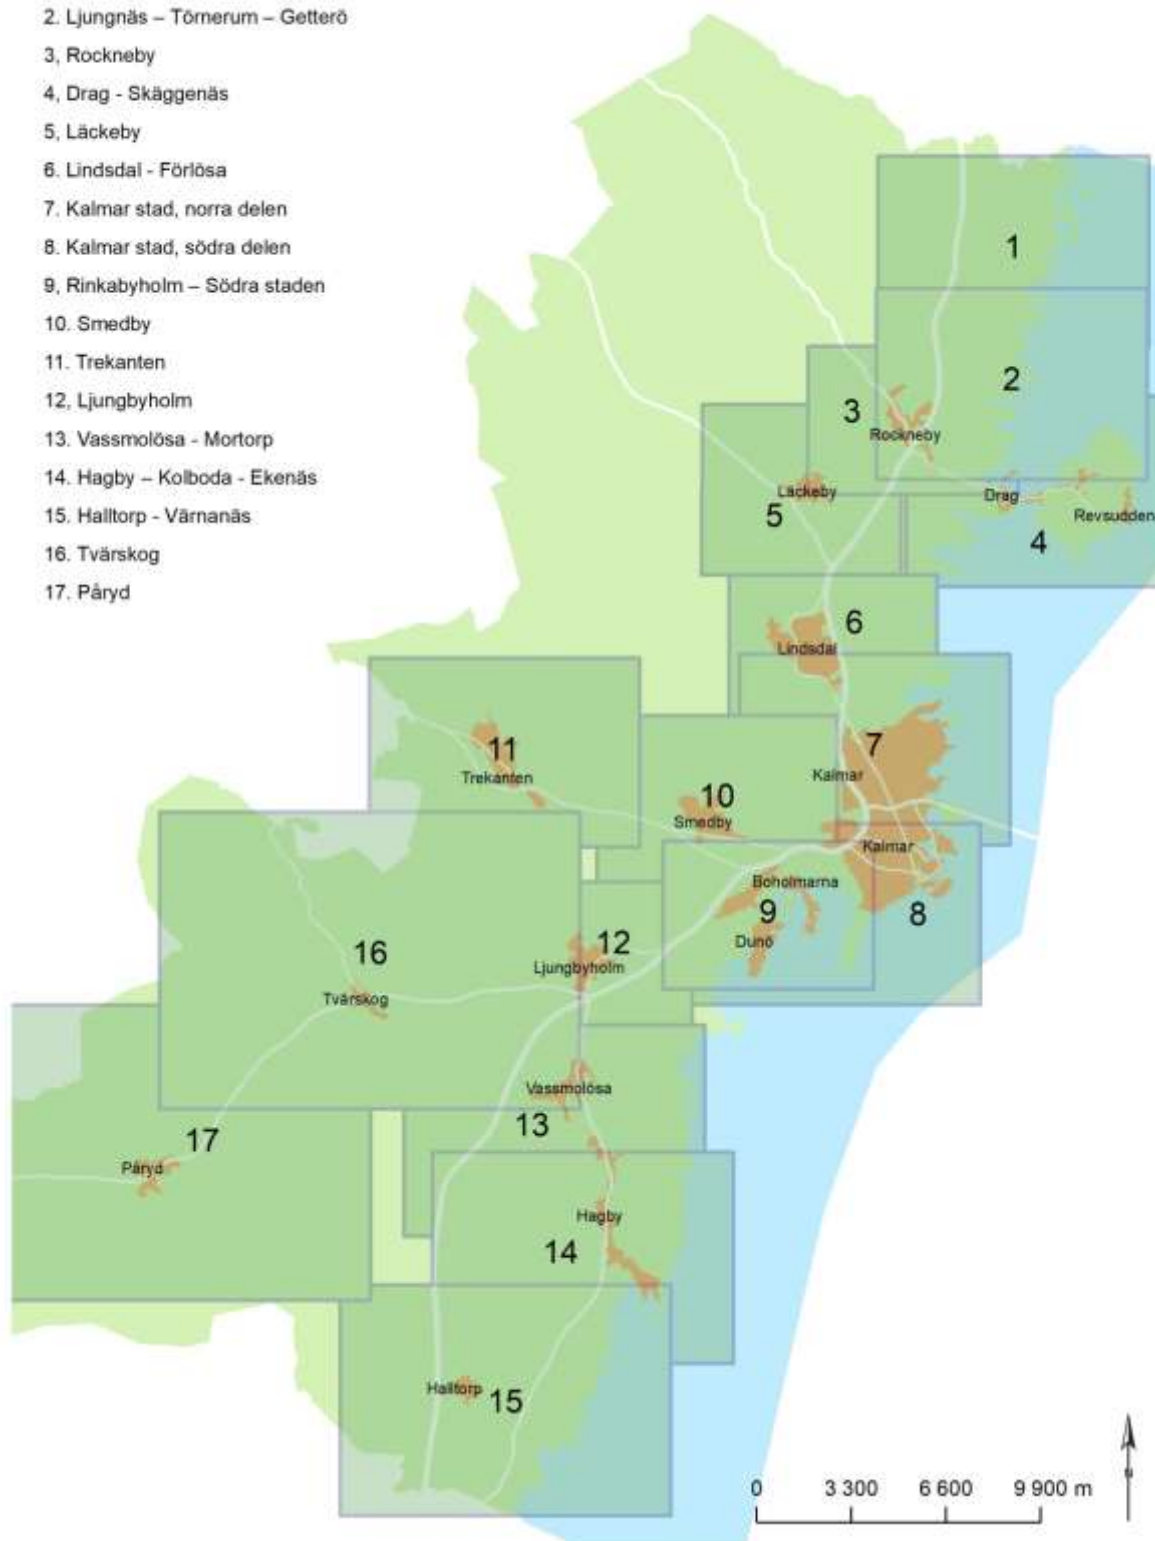 2. Ljungnäs – Törnerum – Getterö
3, Rockneby
4, Drag - Skäggenäs
5, Läckeby
6. Lindsdal - Förlösa
7. Kalmar stad, norra delen
8. Kalmar stad, södra delen
9, Rinkabyholm – Södra staden
10. Smedby
11. Trekanten
12, Ljungbyholm
13. Vassmolösa - Mortorp
14. Hagby – Kolboda - Ekenäs
15. Halltorp - Värnanäs
16. Tvärskog
17. Påryd
1
2
3
Rockneby
Läckeby
Drag
5
Revsudden
4
6
Lindsdal
7
11
Kalmar
Trekanten
10
Smedby
Kalmar
Boholmarna
9
8
Dunö
12
16
Ljungbyholm
Tvärskog
Vassmolösa
13
17
Påryd
Hagby
14
Halltorp
15
0 3 300 6 600 9 900 m
N